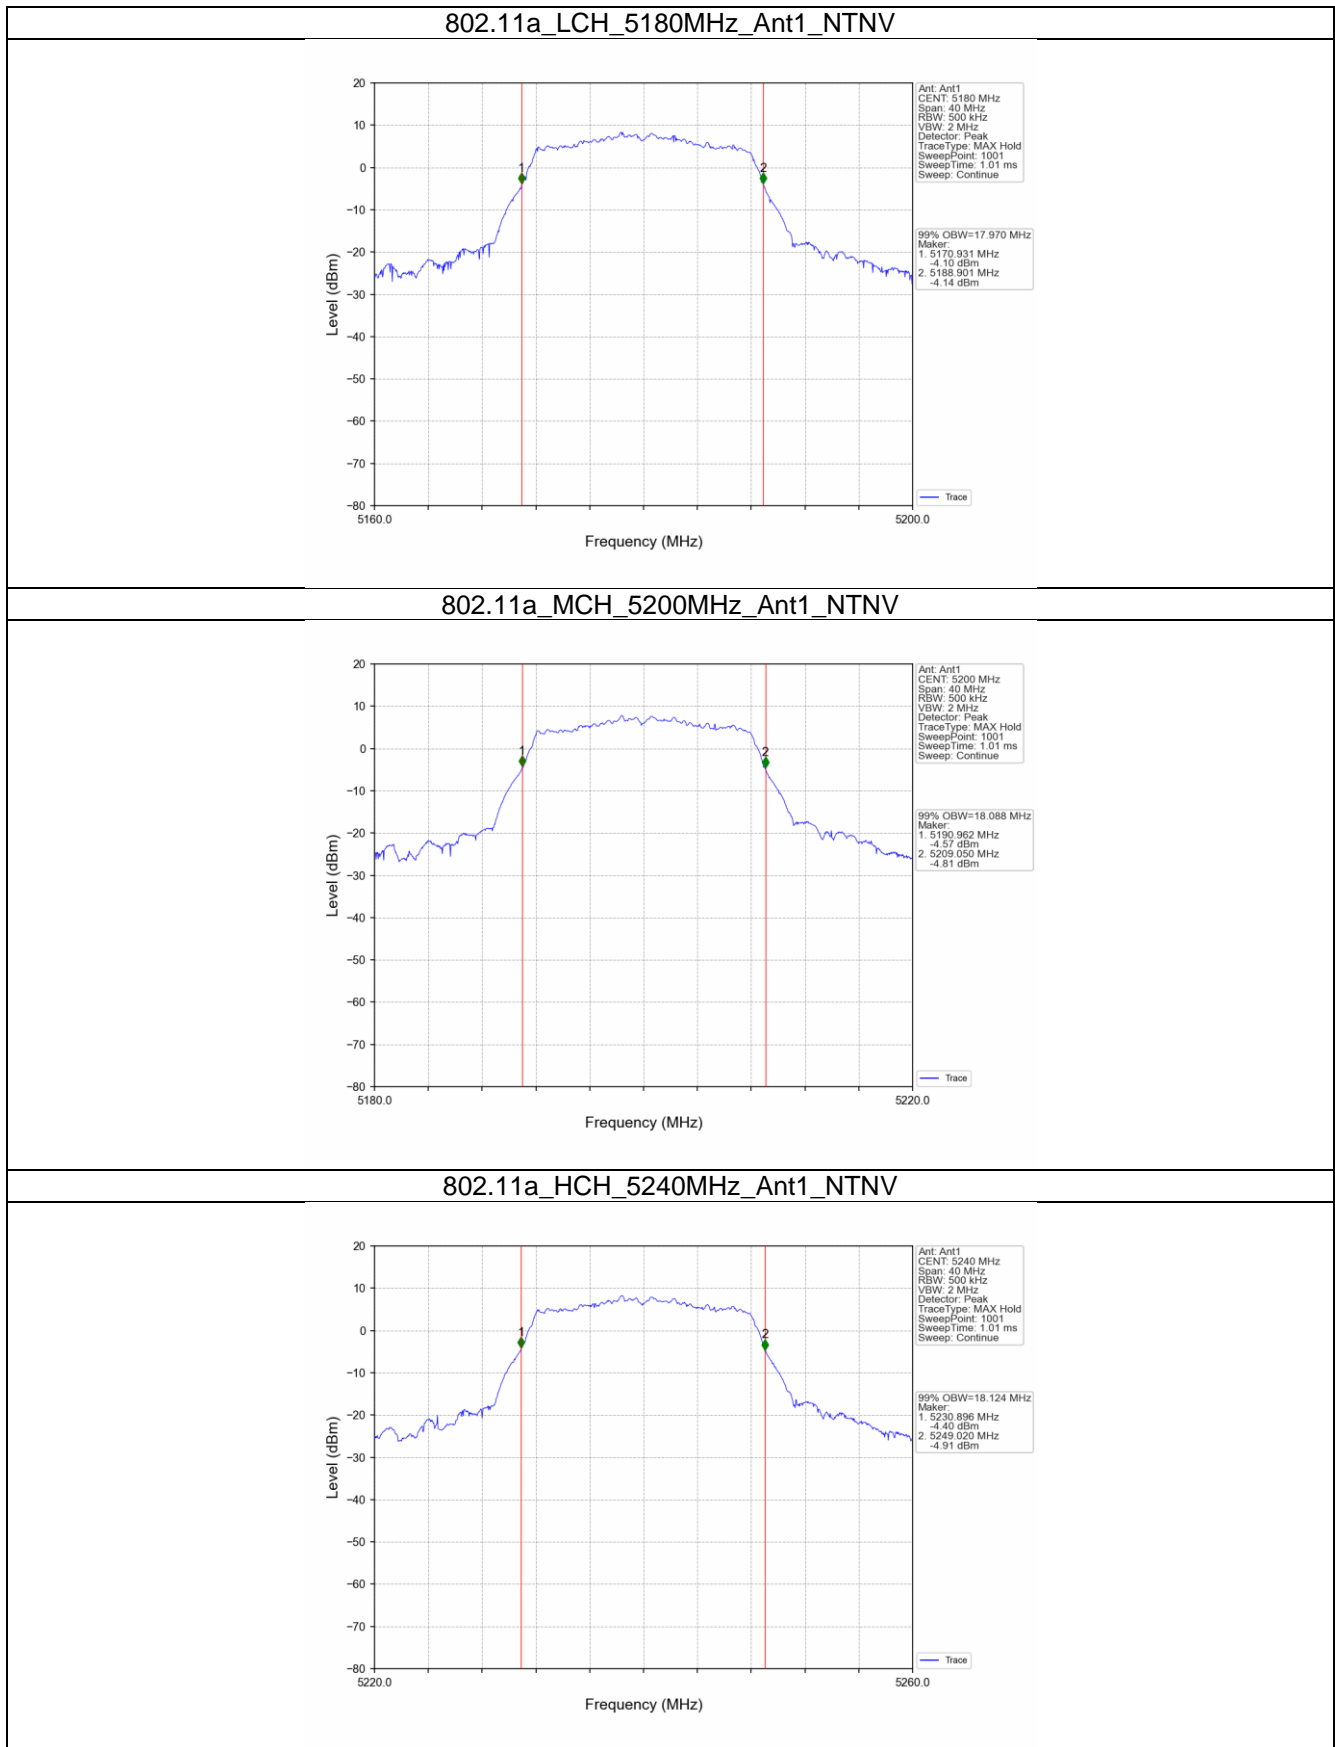 802.11a_LCH_5180MHz_Ant1_NTNV
20
10
0
−10
−20
−30
−40
−50
−60
−70
−80
Level (dBm)
1
2
5160.0
5200.0
Frequency (MHz)
Ant: Ant1
CENT: 5180 MHz
Span: 40 MHz
RBW: 500 kHz
VBW: 2 MHz
Detector: Peak
TraceType: MAX Hold
SweepPoint: 1001
SweepTime: 1.01 ms
Sweep: Continue
99% OBW=17.970 MHz
Maker:
1. 5170.931 MHz
-4.10 dBm
2. 5188.901 MHz
-4.14 dBm
Trace
802.11a_MCH_5200MHz_Ant1_NTNV
20
10
0
−10
−20
−30
−40
−50
−60
−70
−80
Level (dBm)
1
2
5180.0
5220.0
Frequency (MHz)
Ant: Ant1
CENT: 5200 MHz
Span: 40 MHz
RBW: 500 kHz
VBW: 2 MHz
Detector: Peak
TraceType: MAX Hold
SweepPoint: 1001
SweepTime: 1.01 ms
Sweep: Continue
99% OBW=18.088 MHz
Maker:
1. 5190.962 MHz
-4.57 dBm
2. 5209.050 MHz
-4.81 dBm
Trace
802.11a_HCH_5240MHz_Ant1_NTNV
20
10
0
−10
−20
−30
−40
−50
−60
−70
−80
Level (dBm)
1
2
5220.0
5260.0
Frequency (MHz)
Ant: Ant1
CENT: 5240 MHz
Span: 40 MHz
RBW: 500 kHz
VBW: 2 MHz
Detector: Peak
TraceType: MAX Hold
SweepPoint: 1001
SweepTime: 1.01 ms
Sweep: Continue
99% OBW=18.124 MHz
Maker:
1. 5230.896 MHz
-4.40 dBm
2. 5249.020 MHz
-4.91 dBm
Trace